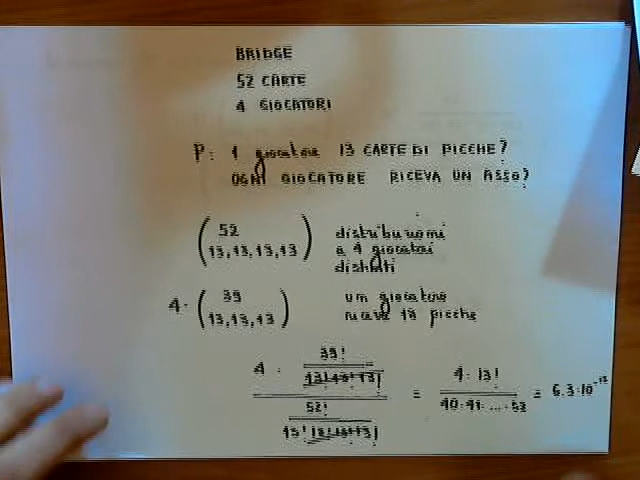 BRIDGE
52 CARTE
4 GIOCATORI
P: 1 giocatore 13 CARTE DI PICCHE?
OGNI GIOCATORE RICEVA UN ASSO?
( 52 ) distribuzioni
13,13,13,13 a 4 giocatori
distinti
4· ( 39 ) un giocatore
13,13,13 riceve 13 picche
4 · 39! / 13! 13! 13!
52! / 13! 13! 13! 13!
= 4 · 13! / 40·41·...·52 = 6.3·10⁻¹²